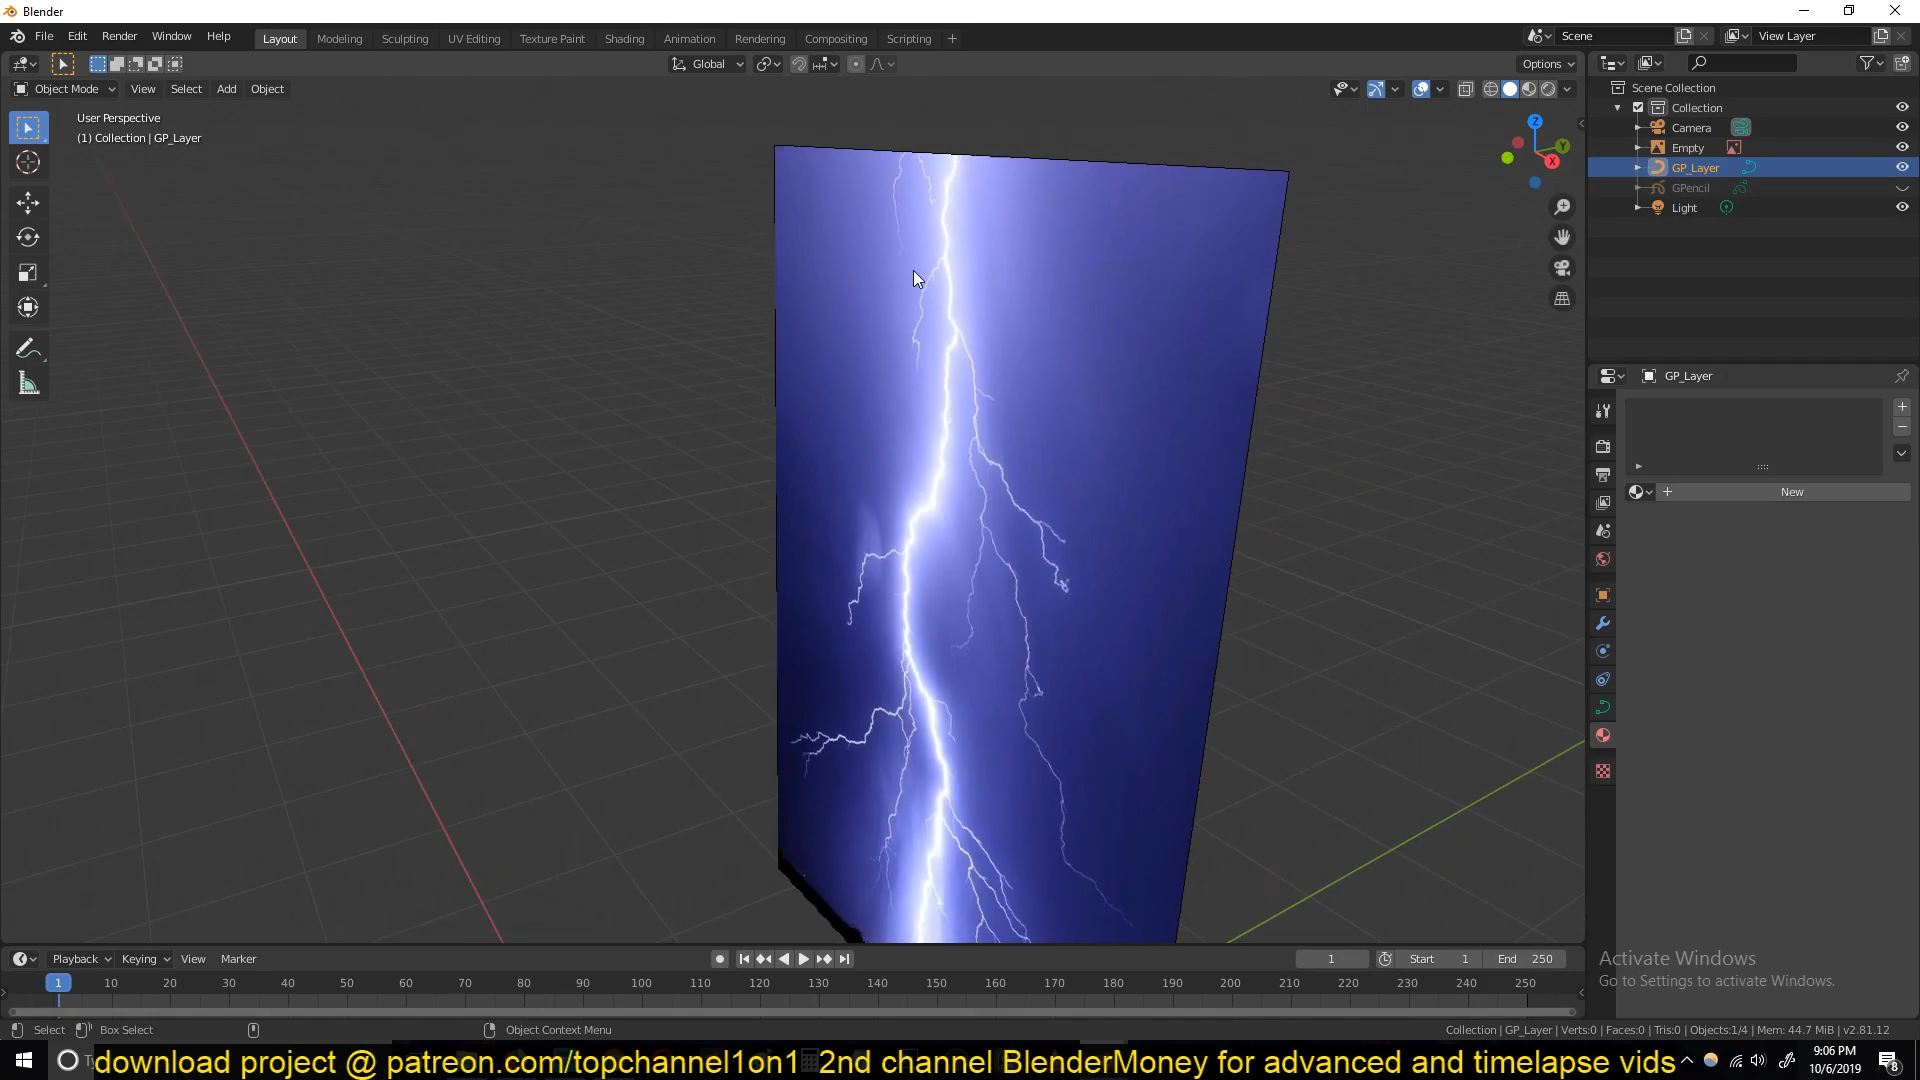 Blender
File Edit Render Window Help
Layout Modeling Sculpting UV Editing Texture Paint Shading Animation Rendering Compositing Scripting +
Scene
View Layer
Global
Options
Object Mode View Select Add Object
User Perspective
(1) Collection | GP_Layer
Z
Y
X
Scene Collection
Collection
Camera
Empty
GP_Layer
GPencil
Light
GP_Layer
New
Playback Keying View Marker
1
Start 1
End 250
1 10 20 30 40 50 60 70 80 90 100 110 120 130 140 150 160 170 180 190 200 210 220 230 240 250
Activate Windows
Go to Settings to activate Windows.
Select Box Select
Object Context Menu
Collection | GP_Layer | Verts:0 | Faces:0 | Tris:0 | Objects:1/4 | Mem: 44.7 MiB | v2.81.12
download project @ patreon.com/topchannel1on1 2nd channel BlenderMoney for advanced and timelapse vids
9:06 PM
10/6/2019
8